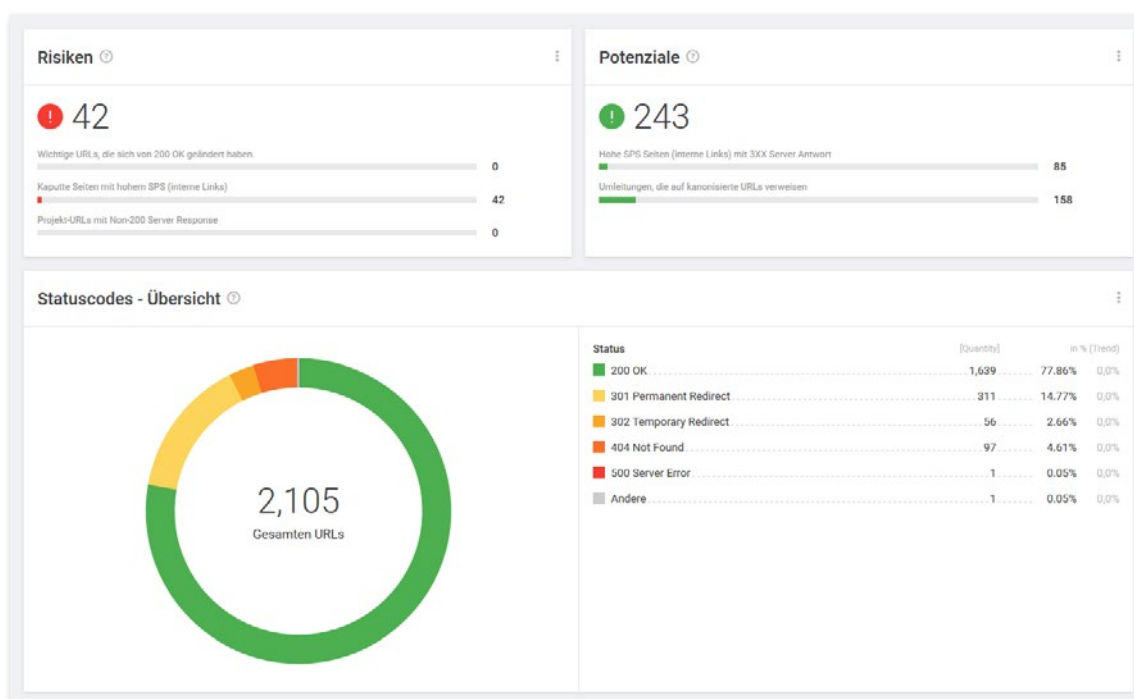 Risiken
42
Wichtige URLs, die sich von 200 OK geändert haben
0
Kaputte Seiten mit hohem SPS (interne Links)
42
Projekt-URLs mit Non-200 Server Response
0
Potenziale
243
Hohe SPS Seiten (interne Links) mit 3XX Server Antwort
85
Umleitungen, die auf kanonisierte URLs verweisen
158
Statuscodes - Übersicht
2,105
Gesamten URLs
Status [Quantity] in % (Trend)
200 OK 1,639 77.86% 0,0%
301 Permanent Redirect 311 14.77% 0,0%
302 Temporary Redirect 56 2.66% 0,0%
404 Not Found 97 4.61% 0,0%
500 Server Error 1 0.05% 0,0%
Andere 1 0.05% 0,0%